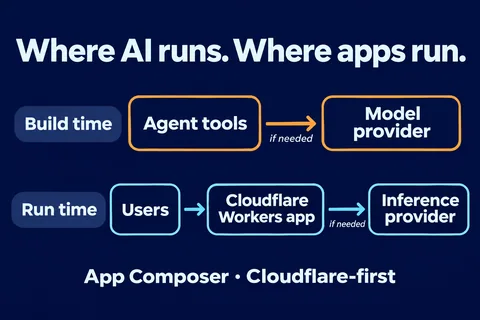 Where AI runs. Where apps run.
Build time
Agent tools
if needed
Model
provider
Run time
Users
Cloudflare
Workers app
if needed
Inference
provider
App Composer · Cloudflare-first